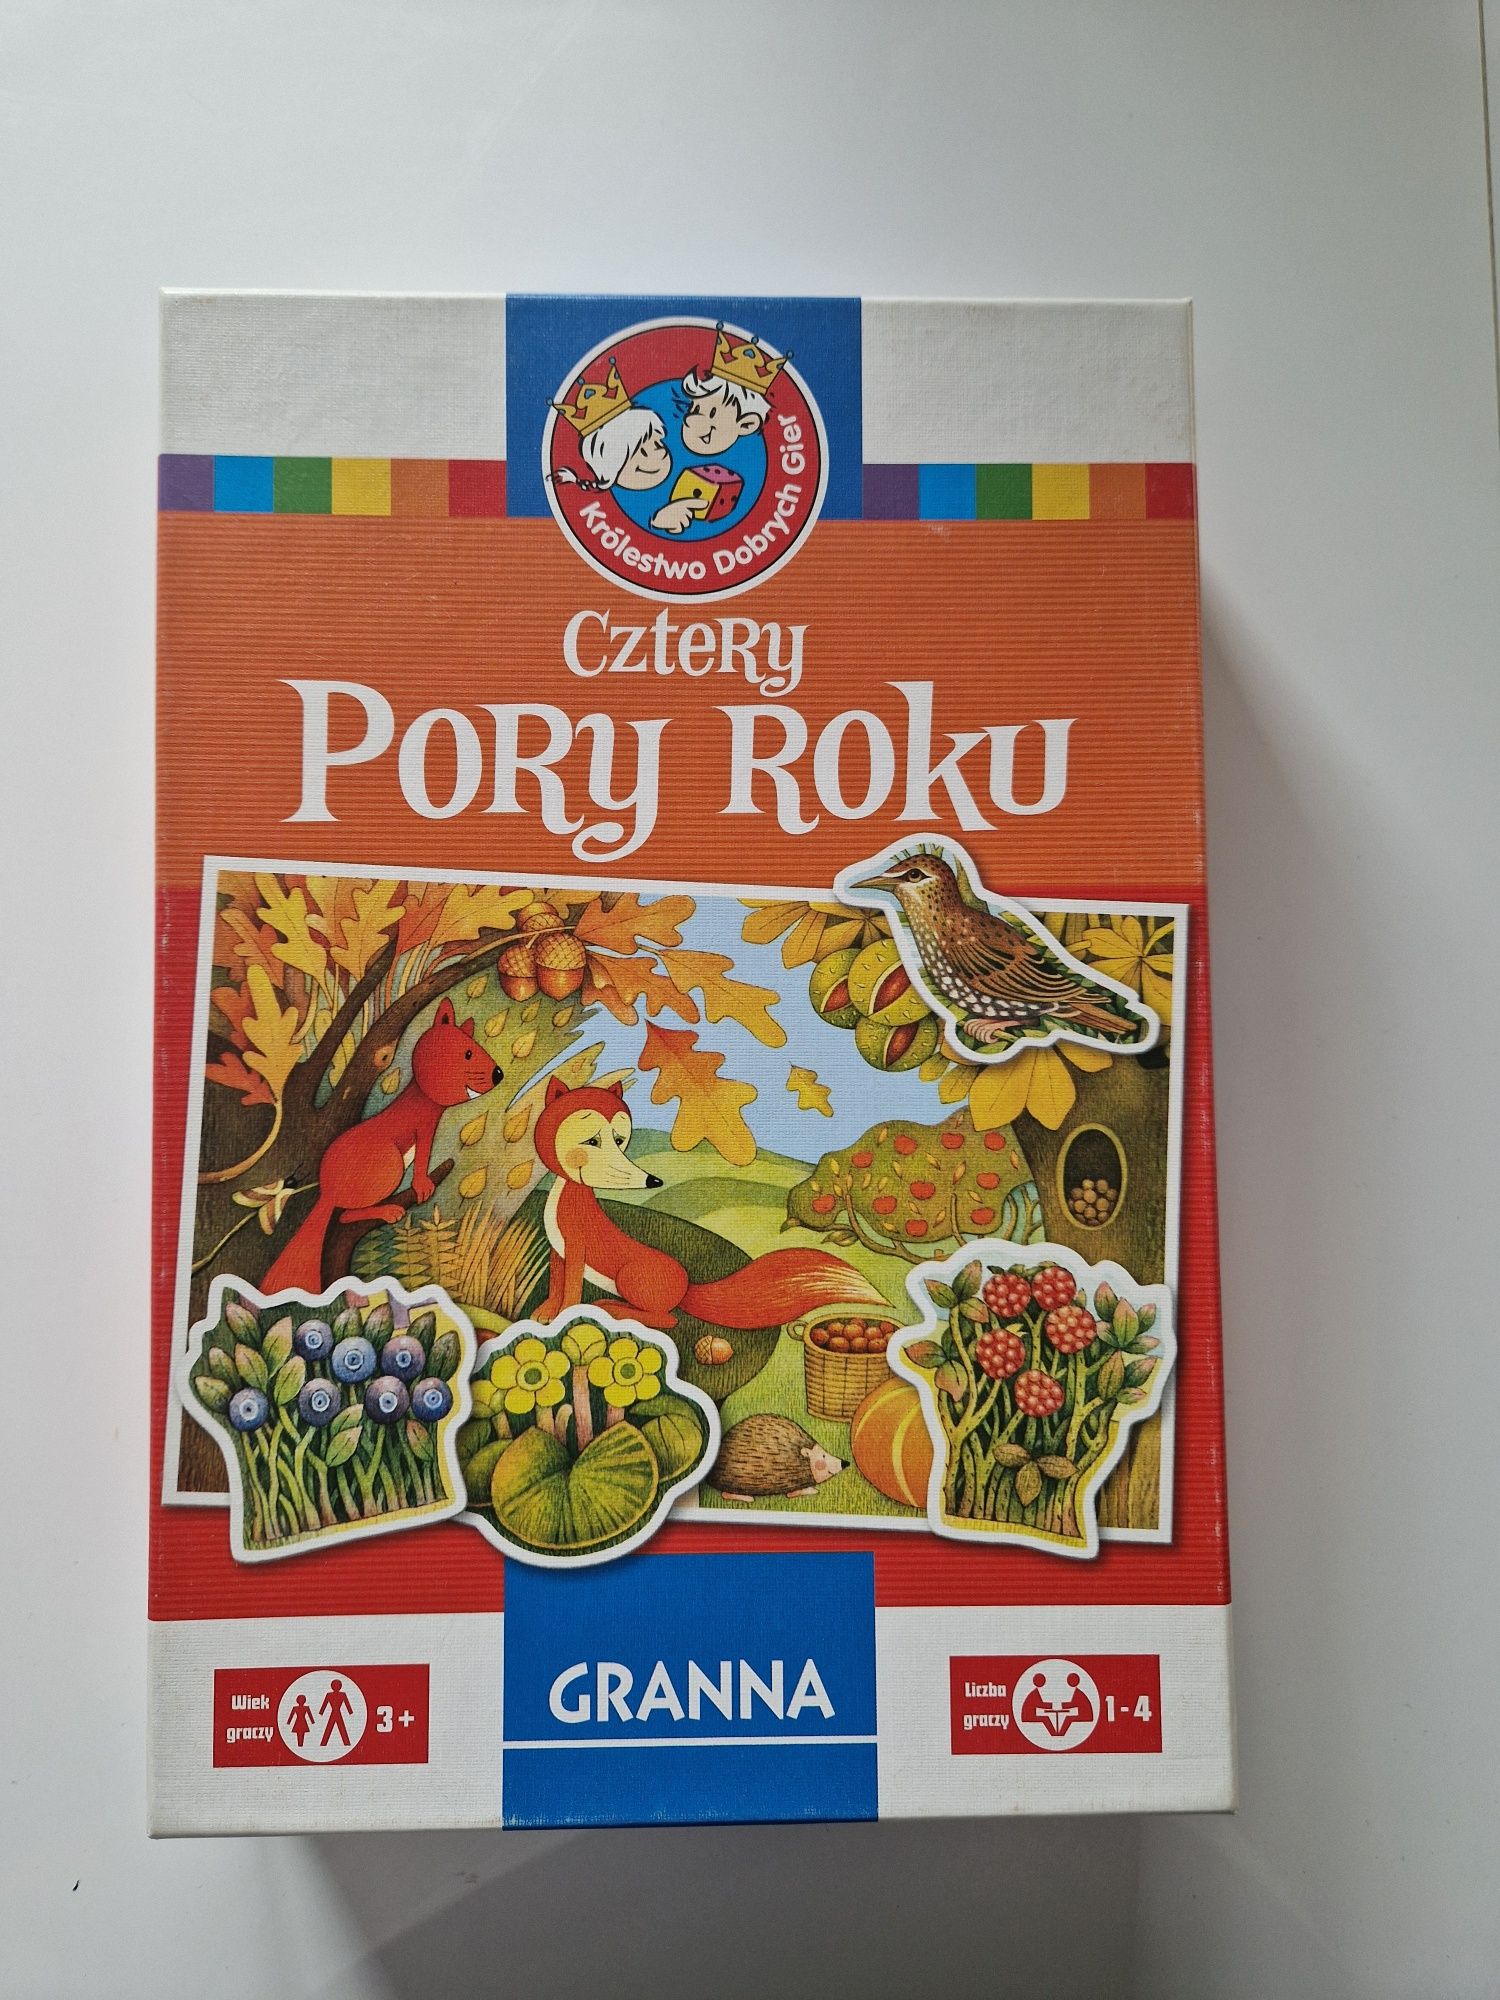 Królestwo Dobrych Gier
Cztery
Pory Roku
GRANNA
Wiek
graczy
3+
Liczba
graczy
1-4